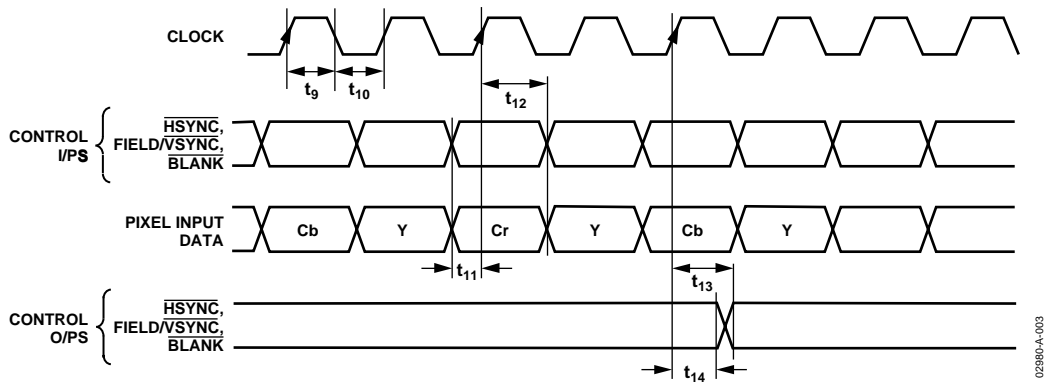 CLOCK
t9
t10
t12
CONTROL
I/PS
HSYNC,
FIELD/VSYNC,
BLANK
PIXEL INPUT
DATA
Cb
Y
Cr
Y
Cb
Y
t11
t13
CONTROL
O/PS
HSYNC,
FIELD/VSYNC,
BLANK
t14
02980-A-003